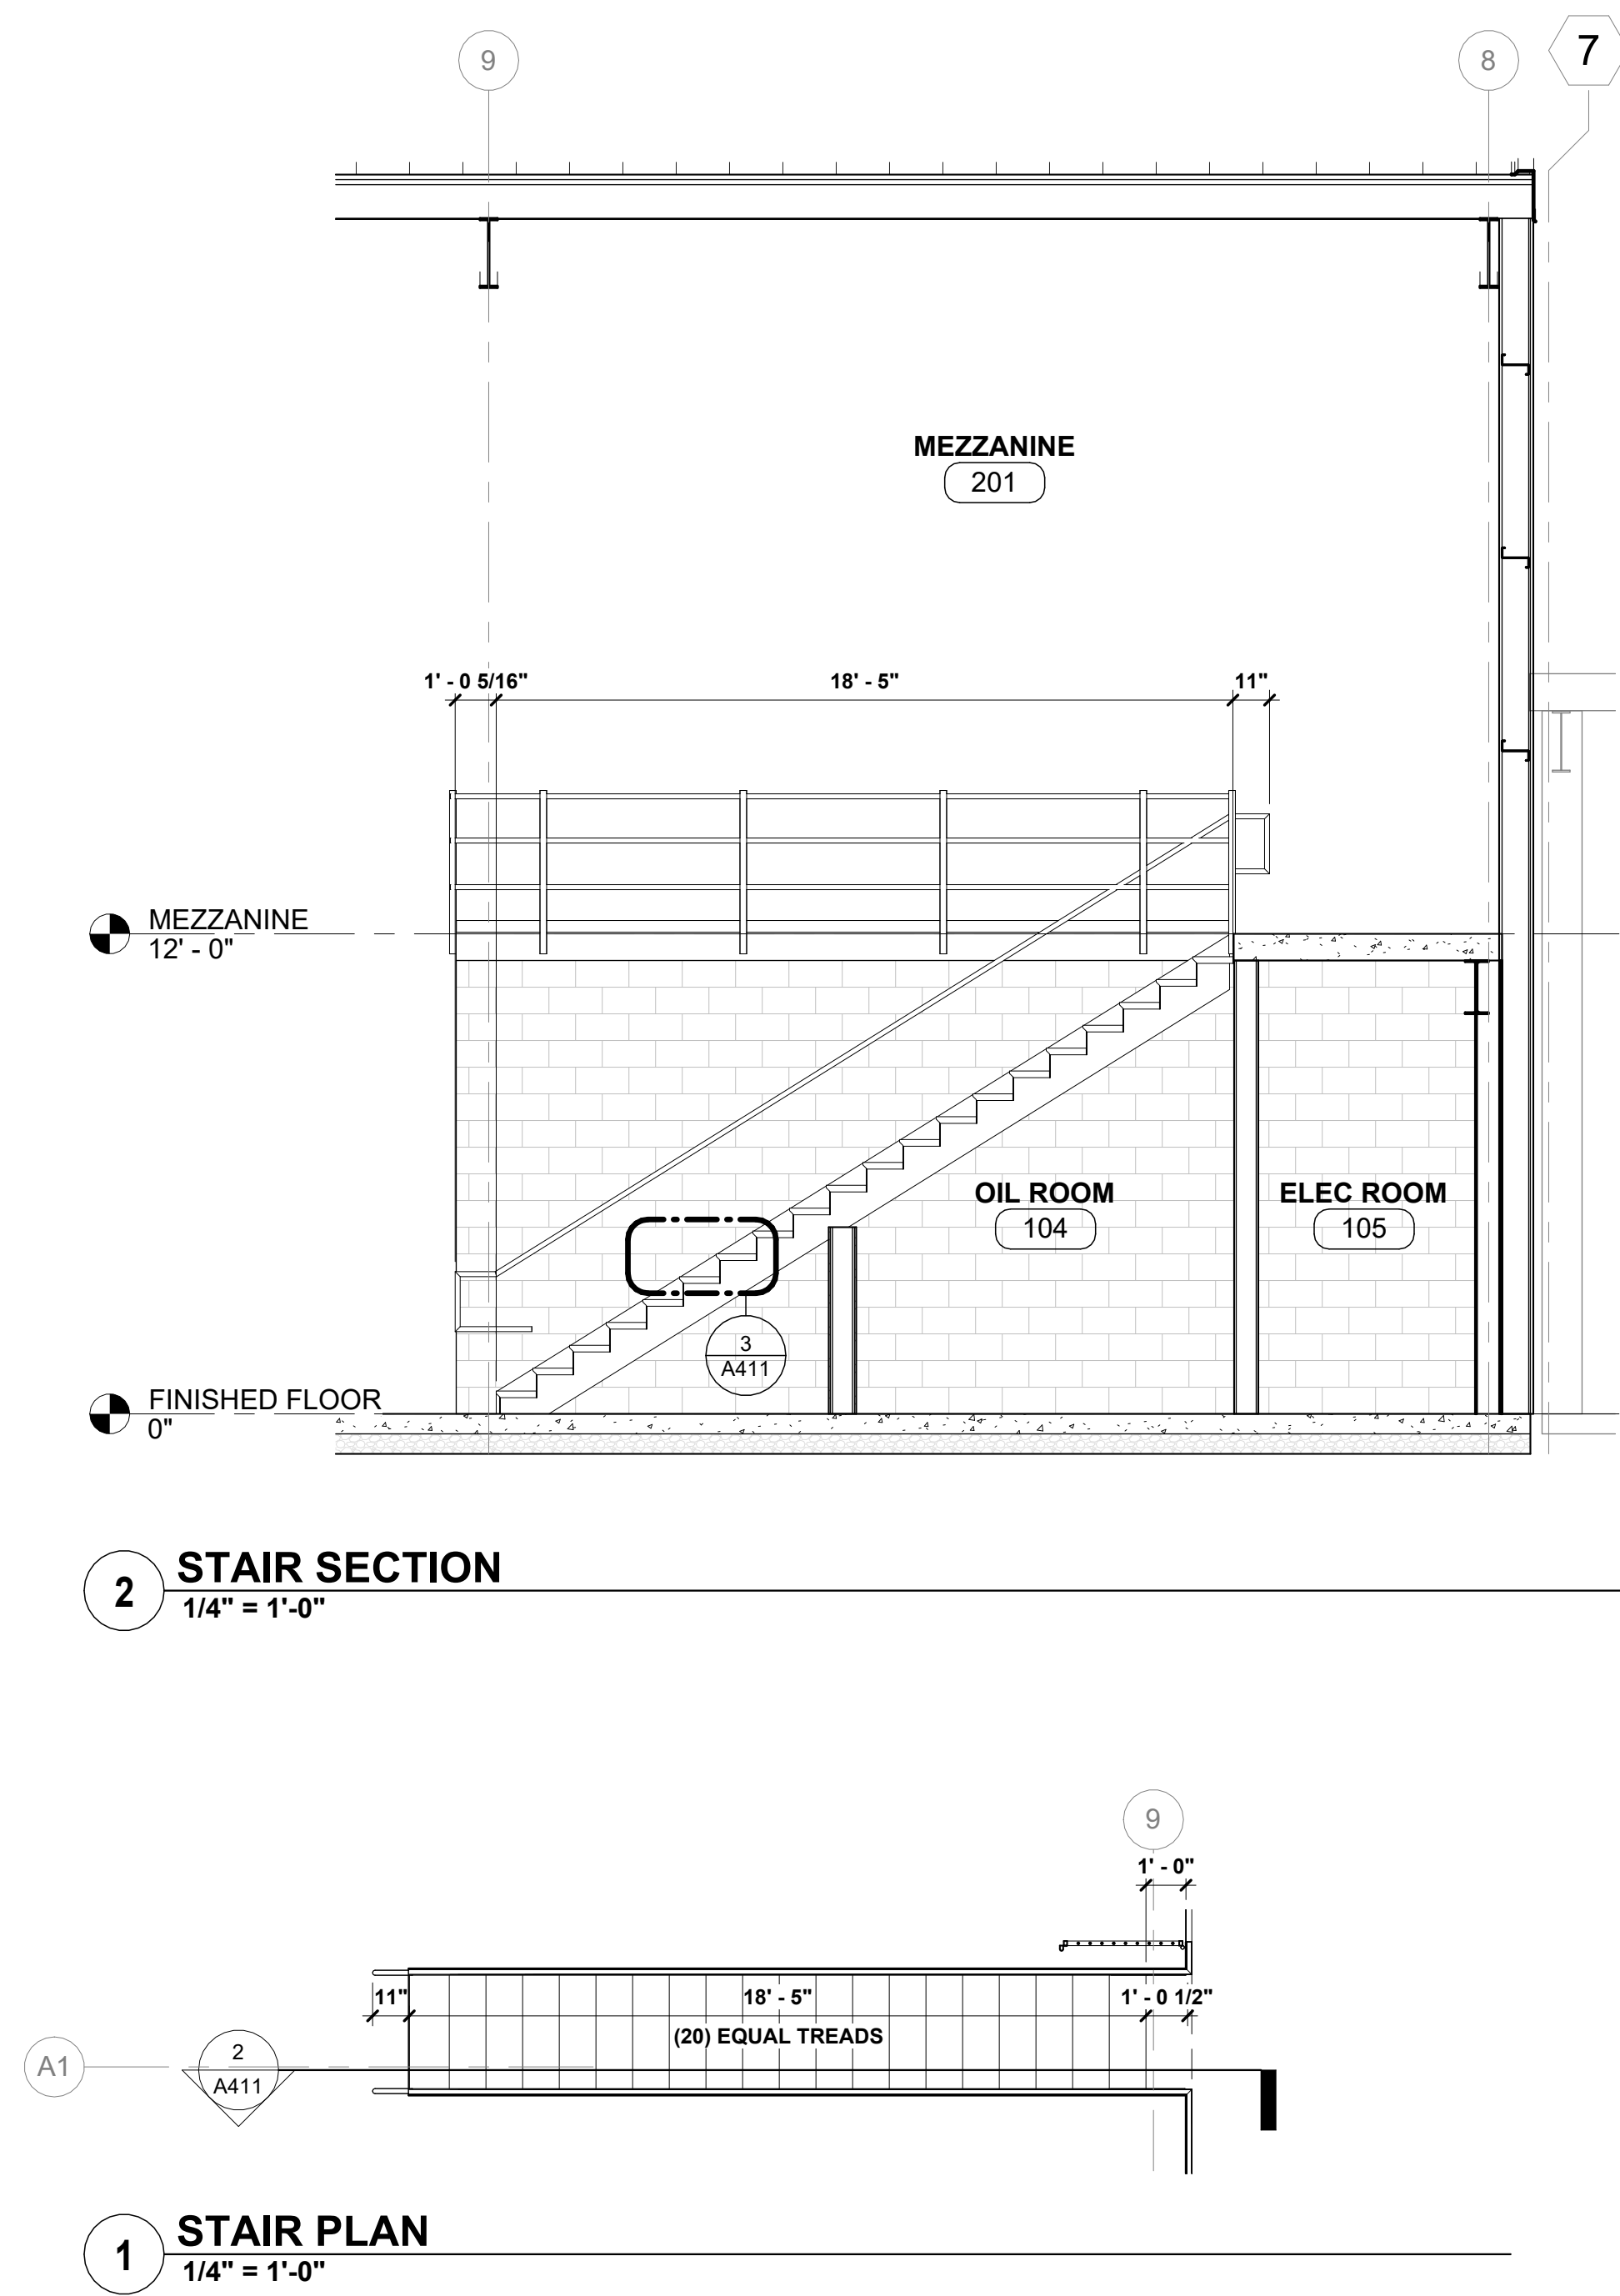 9
8
7
MEZZANINE
201
1' - 0 5/16"
18' - 5"
11"
MEZZANINE
12' - 0"
OIL ROOM
104
ELEC ROOM
105
3
A411
FINISHED FLOOR
0"
2
STAIR SECTION
1/4" = 1'-0"
9
1' - 0"
11"
18' - 5"
1' - 0 1/2"
(20) EQUAL TREADS
A1
2
A411
1
STAIR PLAN
1/4" = 1'-0"